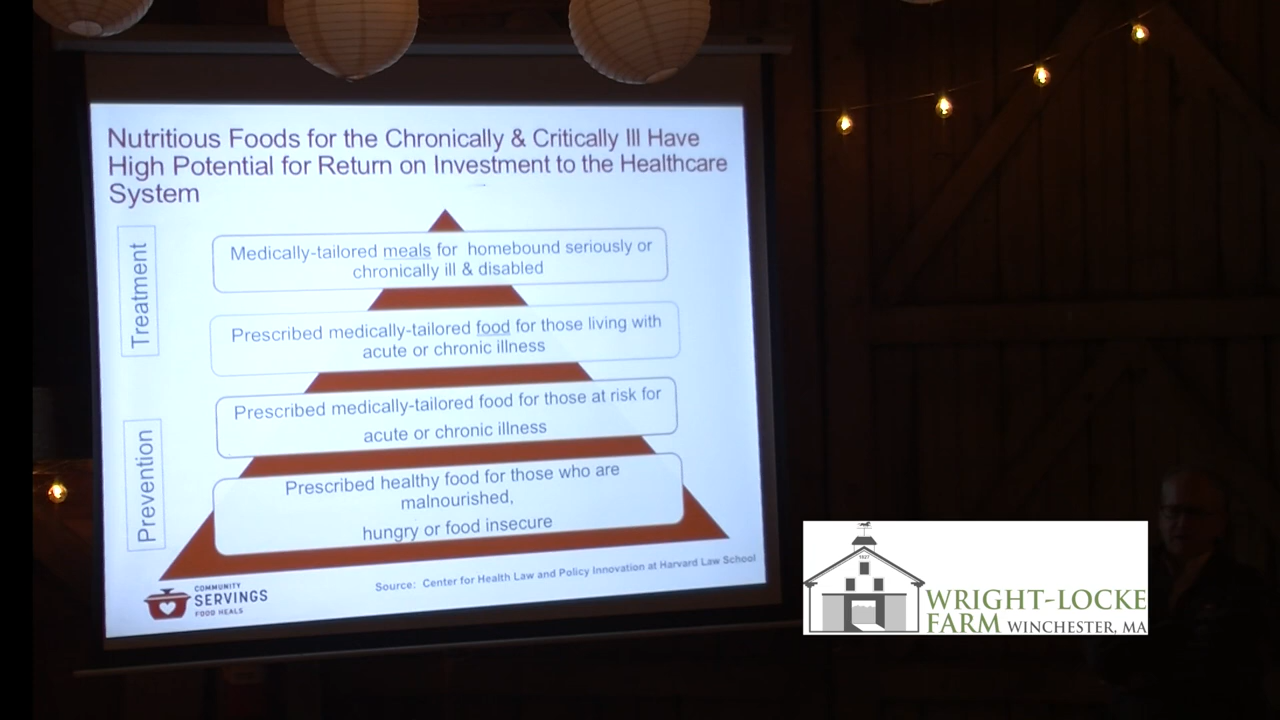 Nutritious Foods for the Chronically & Critically Ill Have
High Potential for Return on Investment to the Healthcare
System
Treatment
Medically-tailored meals for homebound seriously or
chronically ill & disabled
Prescribed medically-tailored food for those living with
acute or chronic illness
Prevention
Prescribed medically-tailored food for those at risk for
acute or chronic illness
Prescribed healthy food for those who are
malnourished,
hungry or food insecure
Source: Center for Health Law and Policy Innovation at Harvard Law School
COMMUNITY
SERVINGS
FOOD HEALS
1827
WRIGHT-LOCKE
FARM WINCHESTER, MA